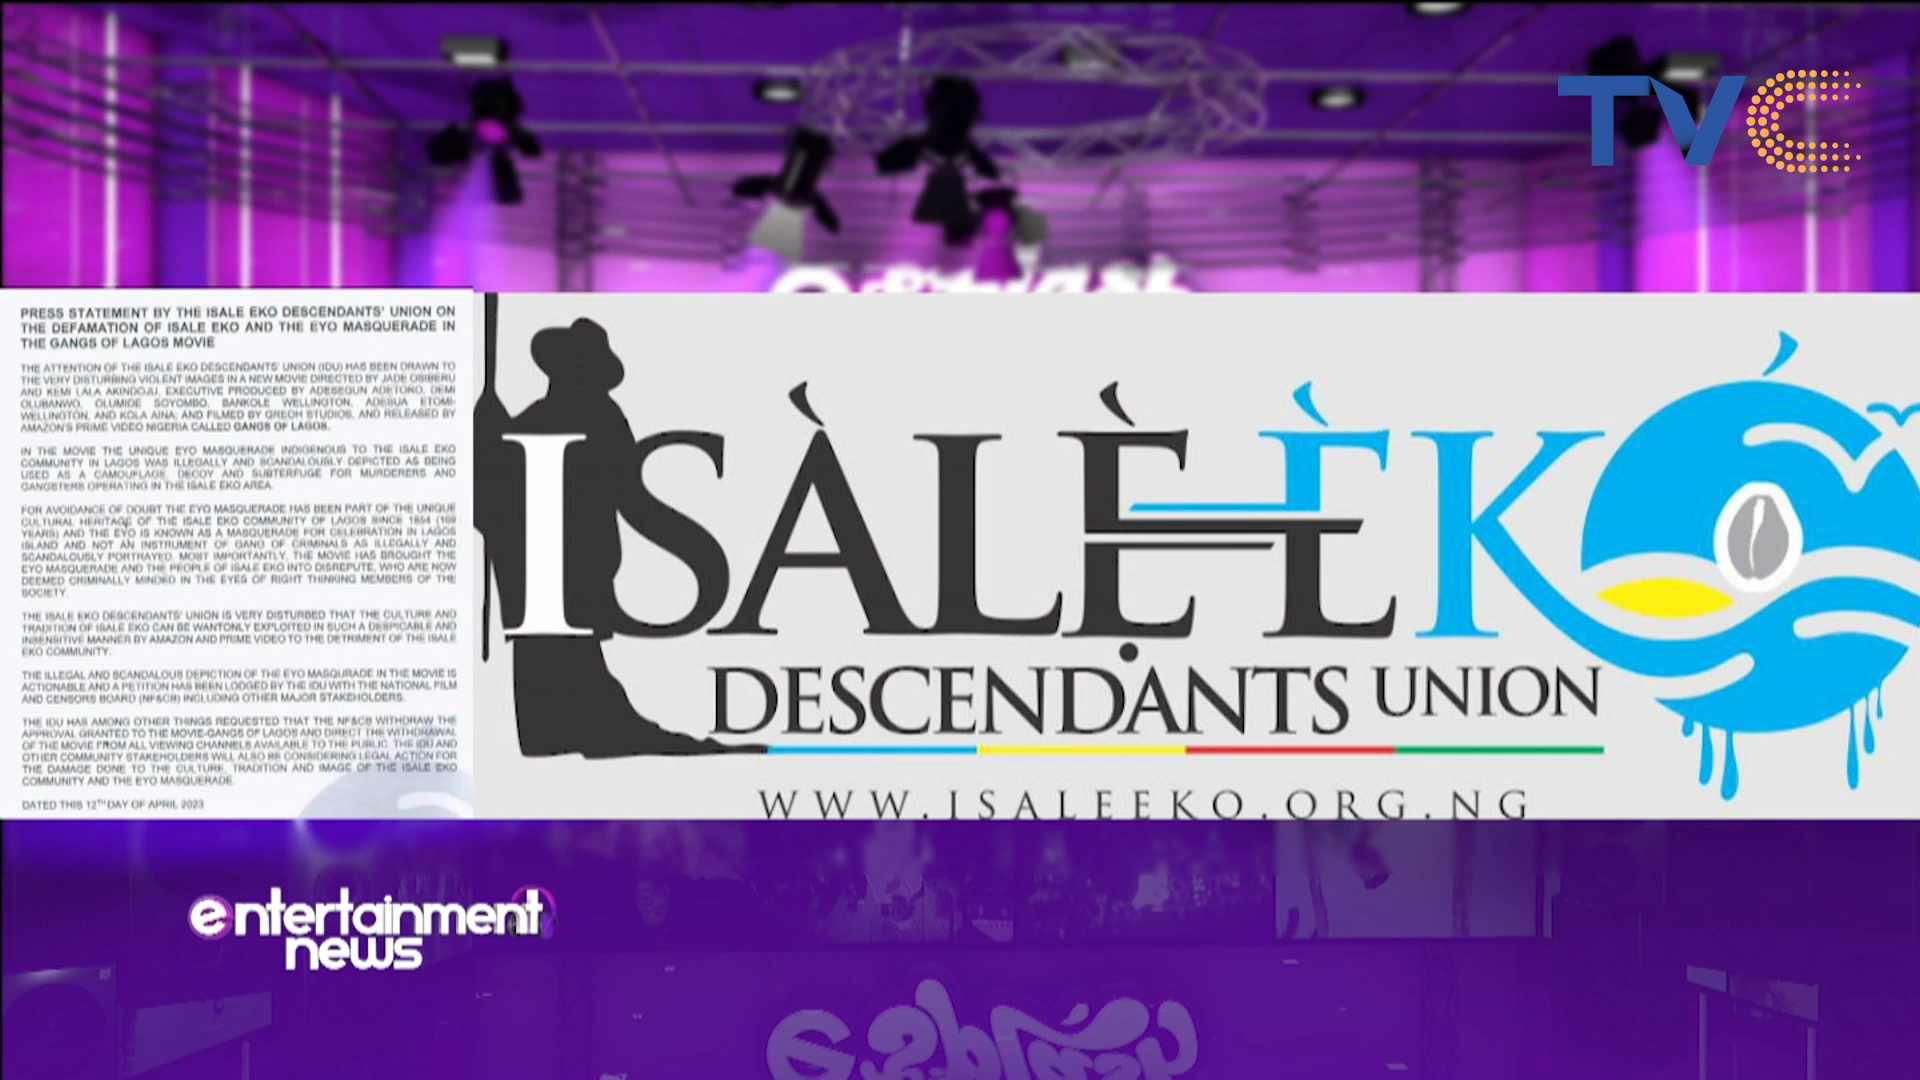 TVC
PRESS STATEMENT BY THE ISALE EKO DESCENDANTS' UNION ON
THE DEFAMATION OF ISALE EKO AND THE EYO MASQUERADE IN
THE GANGS OF LAGOS MOVIE
THE ATTENTION OF THE ISALE EKO DESCENDANTS' UNION (IDU) HAS BEEN DRAWN TO
THE VERY DISTURBING VIOLENT IMAGES IN A NEW MOVIE DIRECTED BY JADE OSIBERU
AND KEMI LALA AKINDOJU, EXECUTIVE PRODUCED BY ADESEGUN ADETORO, DEMI
OLUBANWO, OLUMIDE SOYOMBO, BANKOLE WELLINGTON, ADESUA ETOMI-
WELLINGTON, AND KOLA AINA; AND FILMED BY GREOH STUDIOS, AND RELEASED BY
AMAZON'S PRIME VIDEO NIGERIA CALLED GANGS OF LAGOS.
IN THE MOVIE THE UNIQUE EYO MASQUERADE INDIGENOUS TO THE ISALE EKO
COMMUNITY IN LAGOS WAS ILLEGALLY AND SCANDALOUSLY DEPICTED AS BEING
USED AS A CAMOUFLAGE, DECOY AND SUBTERFUGE FOR MURDERERS AND
GANGSTERS OPERATING IN THE ISALE EKO AREA.
FOR AVOIDANCE OF DOUBT THE EYO MASQUERADE HAS BEEN PART OF THE UNIQUE
CULTURAL HERITAGE OF THE ISALE EKO COMMUNITY OF LAGOS SINCE 1854 (169
YEARS) AND THE EYO IS KNOWN AS A MASQUERADE FOR CELEBRATION IN LAGOS
ISLAND AND NOT AN INSTRUMENT OF GANG OF CRIMINALS AS ILLEGALLY AND
SCANDALOUSLY PORTRAYED. MOST IMPORTANTLY, THE MOVIE HAS BROUGHT THE
EYO MASQUERADE AND THE PEOPLE OF ISALE EKO INTO DISREPUTE, WHO ARE NOW
DEEMED CRIMINALLY MINDED IN THE EYES OF RIGHT THINKING MEMBERS OF THE
SOCIETY.
THE ISALE EKO DESCENDANTS' UNION IS VERY DISTURBED THAT THE CULTURE AND
TRADITION OF ISALE EKO CAN BE WANTONLY EXPLOITED IN SUCH A DESPICABLE AND
INSENSITIVE MANNER BY AMAZON AND PRIME VIDEO TO THE DETRIMENT OF THE ISALE
EKO COMMUNITY.
THE ILLEGAL AND SCANDALOUS DEPICTION OF THE EYO MASQURADE IN THE MOVIE IS
ACTIONABLE AND A PETITION HAS BEEN LODGED BY THE IDU WITH THE NATIONAL FILM
AND CENSORS BOARD (NF&CB) INCLUDING OTHER MAJOR STAKEHOLDERS.
THE IDU HAS AMONG OTHER THINGS REQUESTED THAT THE NF&CB WITHDRAW THE
APPROVAL GRANTED TO THE MOVIE-GANGS OF LAGOS AND DIRECT THE WITHDRAWAL
OF THE MOVIE FROM ALL VIEWING CHANNELS AVAILABLE TO THE PUBLIC. THE IDU AND
OTHER COMMUNITY STAKEHOLDERS WILL ALSO BE CONSIDERING LEGAL ACTION FOR
THE DAMAGE DONE TO THE CULTURE, TRADITION AND IMAGE OF THE ISALE EKO
COMMUNITY AND THE EYO MASQUERADE.
DATED THIS 12TH DAY OF APRIL 2023
ÌSÀLẸ̀ ÈKÓ
DESCENDANTS UNION
WWW.ISALEEKO.ORG.NG
entertainment
news